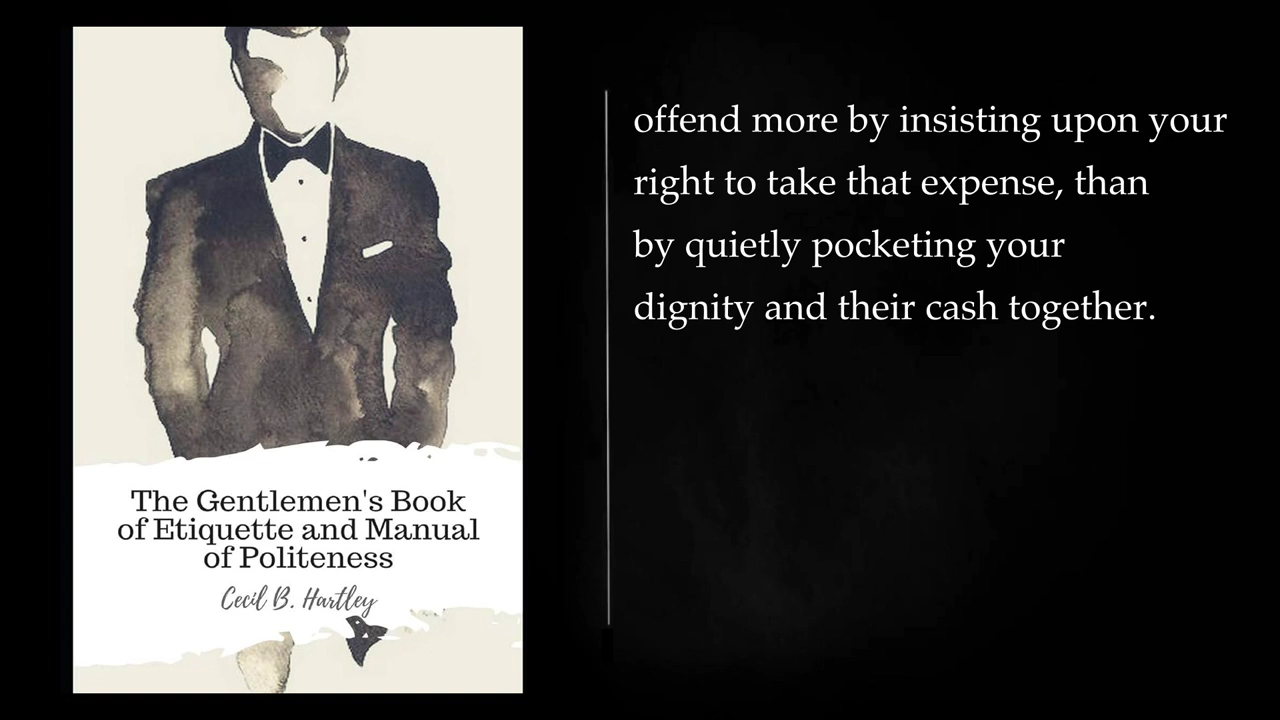 The Gentlemen's Book
of Etiquette and Manual
of Politeness
Cecil B. Hartley
offend more by insisting upon your
right to take that expense, than
by quietly pocketing your
dignity and their cash together.